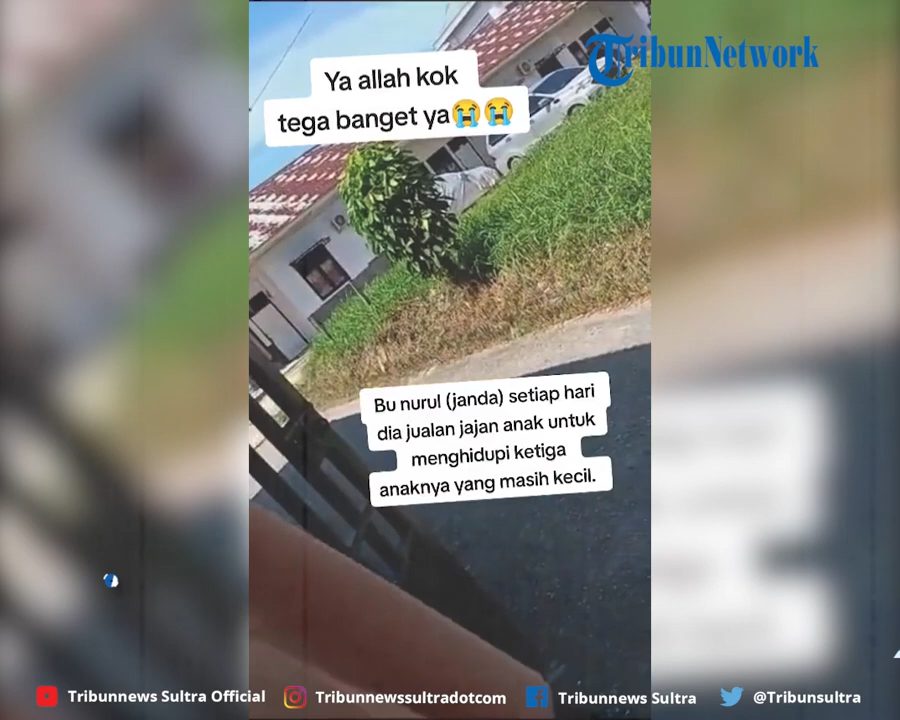 TribunNetwork
Ya allah kok
tega banget ya😭😭
Bu nurul (janda) setiap hari
dia jualan jajan anak untuk
menghidupi ketiga
anaknya yang masih kecil.
Tribunnews Sultra Official
Tribunnewssultradotcom
Tribunnews Sultra
@Tribunsultra